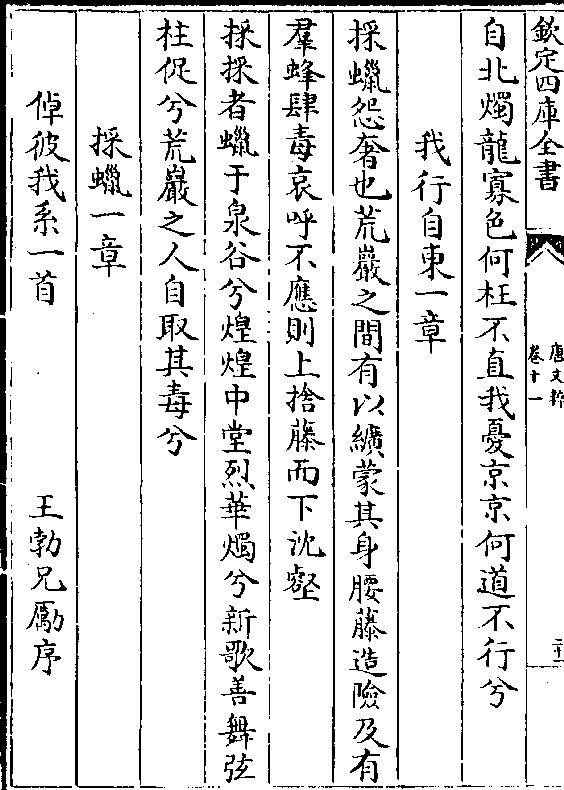 欽定四庫全書
唐文粹
卷十一
二十一
自北燭龍寡色何枉不直我憂京京何道不行兮
我行自東一章
採蠟怨奢也荒巖之間有以纊蒙其身腰藤造險及有
羣蜂肆毒哀呼不應則上捨藤而下沈壑
採採者蠟于泉谷兮煌煌中堂烈華燭兮新歌善舞弦
柱促兮荒巖之人自取其毒兮
採蠟一章
倬彼我系一首 王勃兄勵序